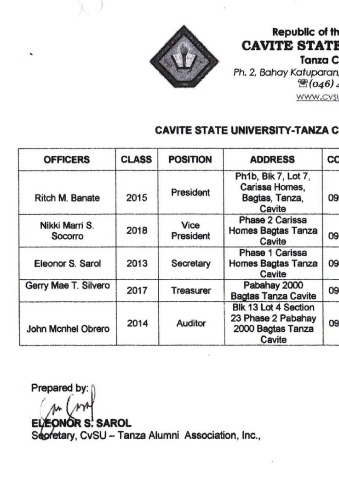 Republic of th
CAVITE STATE
Tanza C
Ph. 2, Bahay Katuparan,
☏(046) 4
www.cvsu
CAVITE STATE UNIVERSITY-TANZA C
OFFICERS CLASS POSITION ADDRESS CO
Ritch M. Banate 2015 President Ph1b, Blk 7, Lot 7,
Carissa Homes,
Bagtas, Tanza,
Cavite 09
Nikki Marri S.
Socorro 2018 Vice
President Phase 2 Carissa
Homes Bagtas Tanza
Cavite 09
Eleonor S. Sarol 2013 Secretary Phase 1 Carissa
Homes Bagtas Tanza
Cavite 09
Gerry Mae T. Silvero 2017 Treasurer Pabahay 2000
Bagtas Tanza Cavite 09
John Mcnhel Obrero 2014 Auditor Blk 13 Lot 4 Section
23 Phase 2 Pabahay
2000 Bagtas Tanza
Cavite 09
Prepared by:
ELEONOR S. SAROL
Secretary, CvSU – Tanza Alumni Association, Inc.,